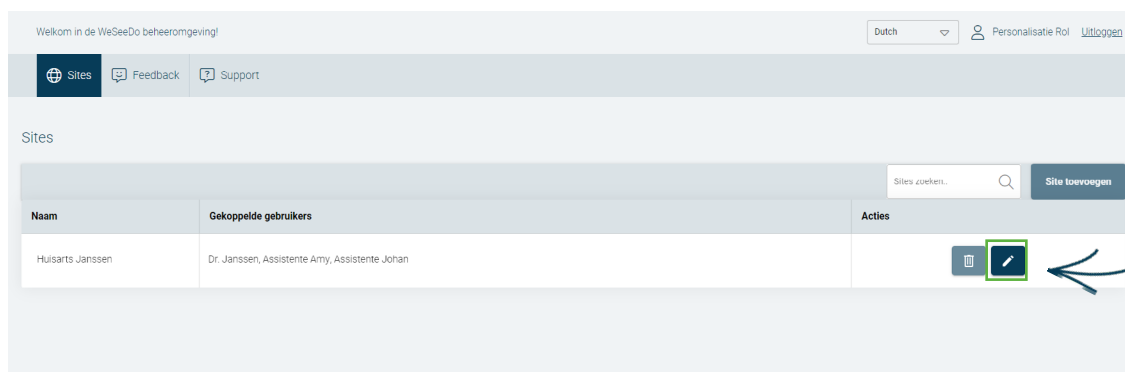 Welkom in de WeSeeDo beheeromgeving!
Dutch
Personalisatie Rol
Uitloggen
Sites
Feedback
Support
Sites
Sites zoeken..
Site toevoegen
Naam
Gekoppelde gebruikers
Acties
Huisarts Janssen
Dr. Janssen, Assistente Amy, Assistente Johan